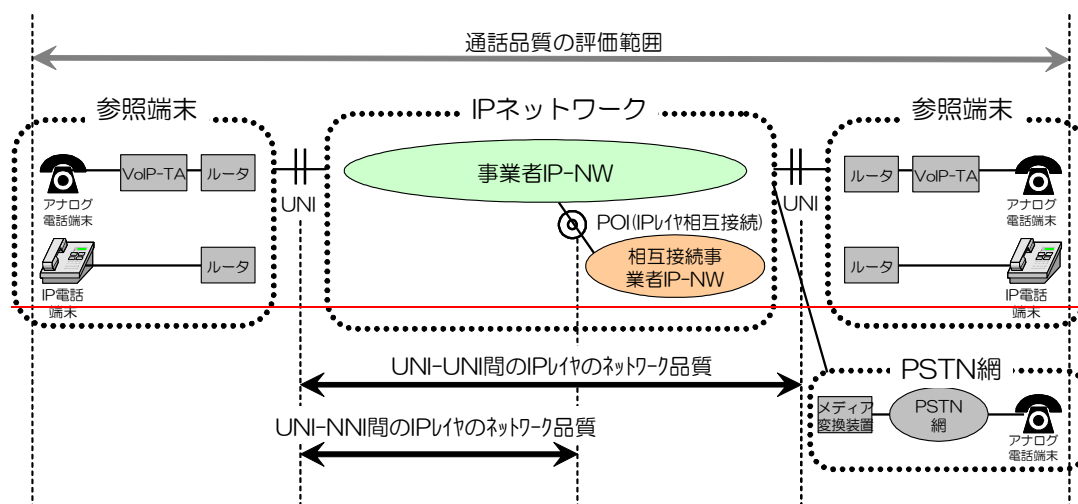 通話品質の評価範囲
参照端末
IPネットワーク
参照端末
VoIP-TA
ルータ
アナログ
電話端末
UNI
事業者IP-NW
POI(IPレイヤ相互接続)
相互接続事
業者IP-NW
UNI
ルータ
VoIP-TA
アナログ
電話端末
ルータ
IP電話
端末
ルータ
IP電話
端末
UNI-UNI間のIPレイヤのネットワーク品質
UNI-NNI間のIPレイヤのネットワーク品質
PSTN網
メディア
変換装置
PSTN
網
アナログ
電話端末